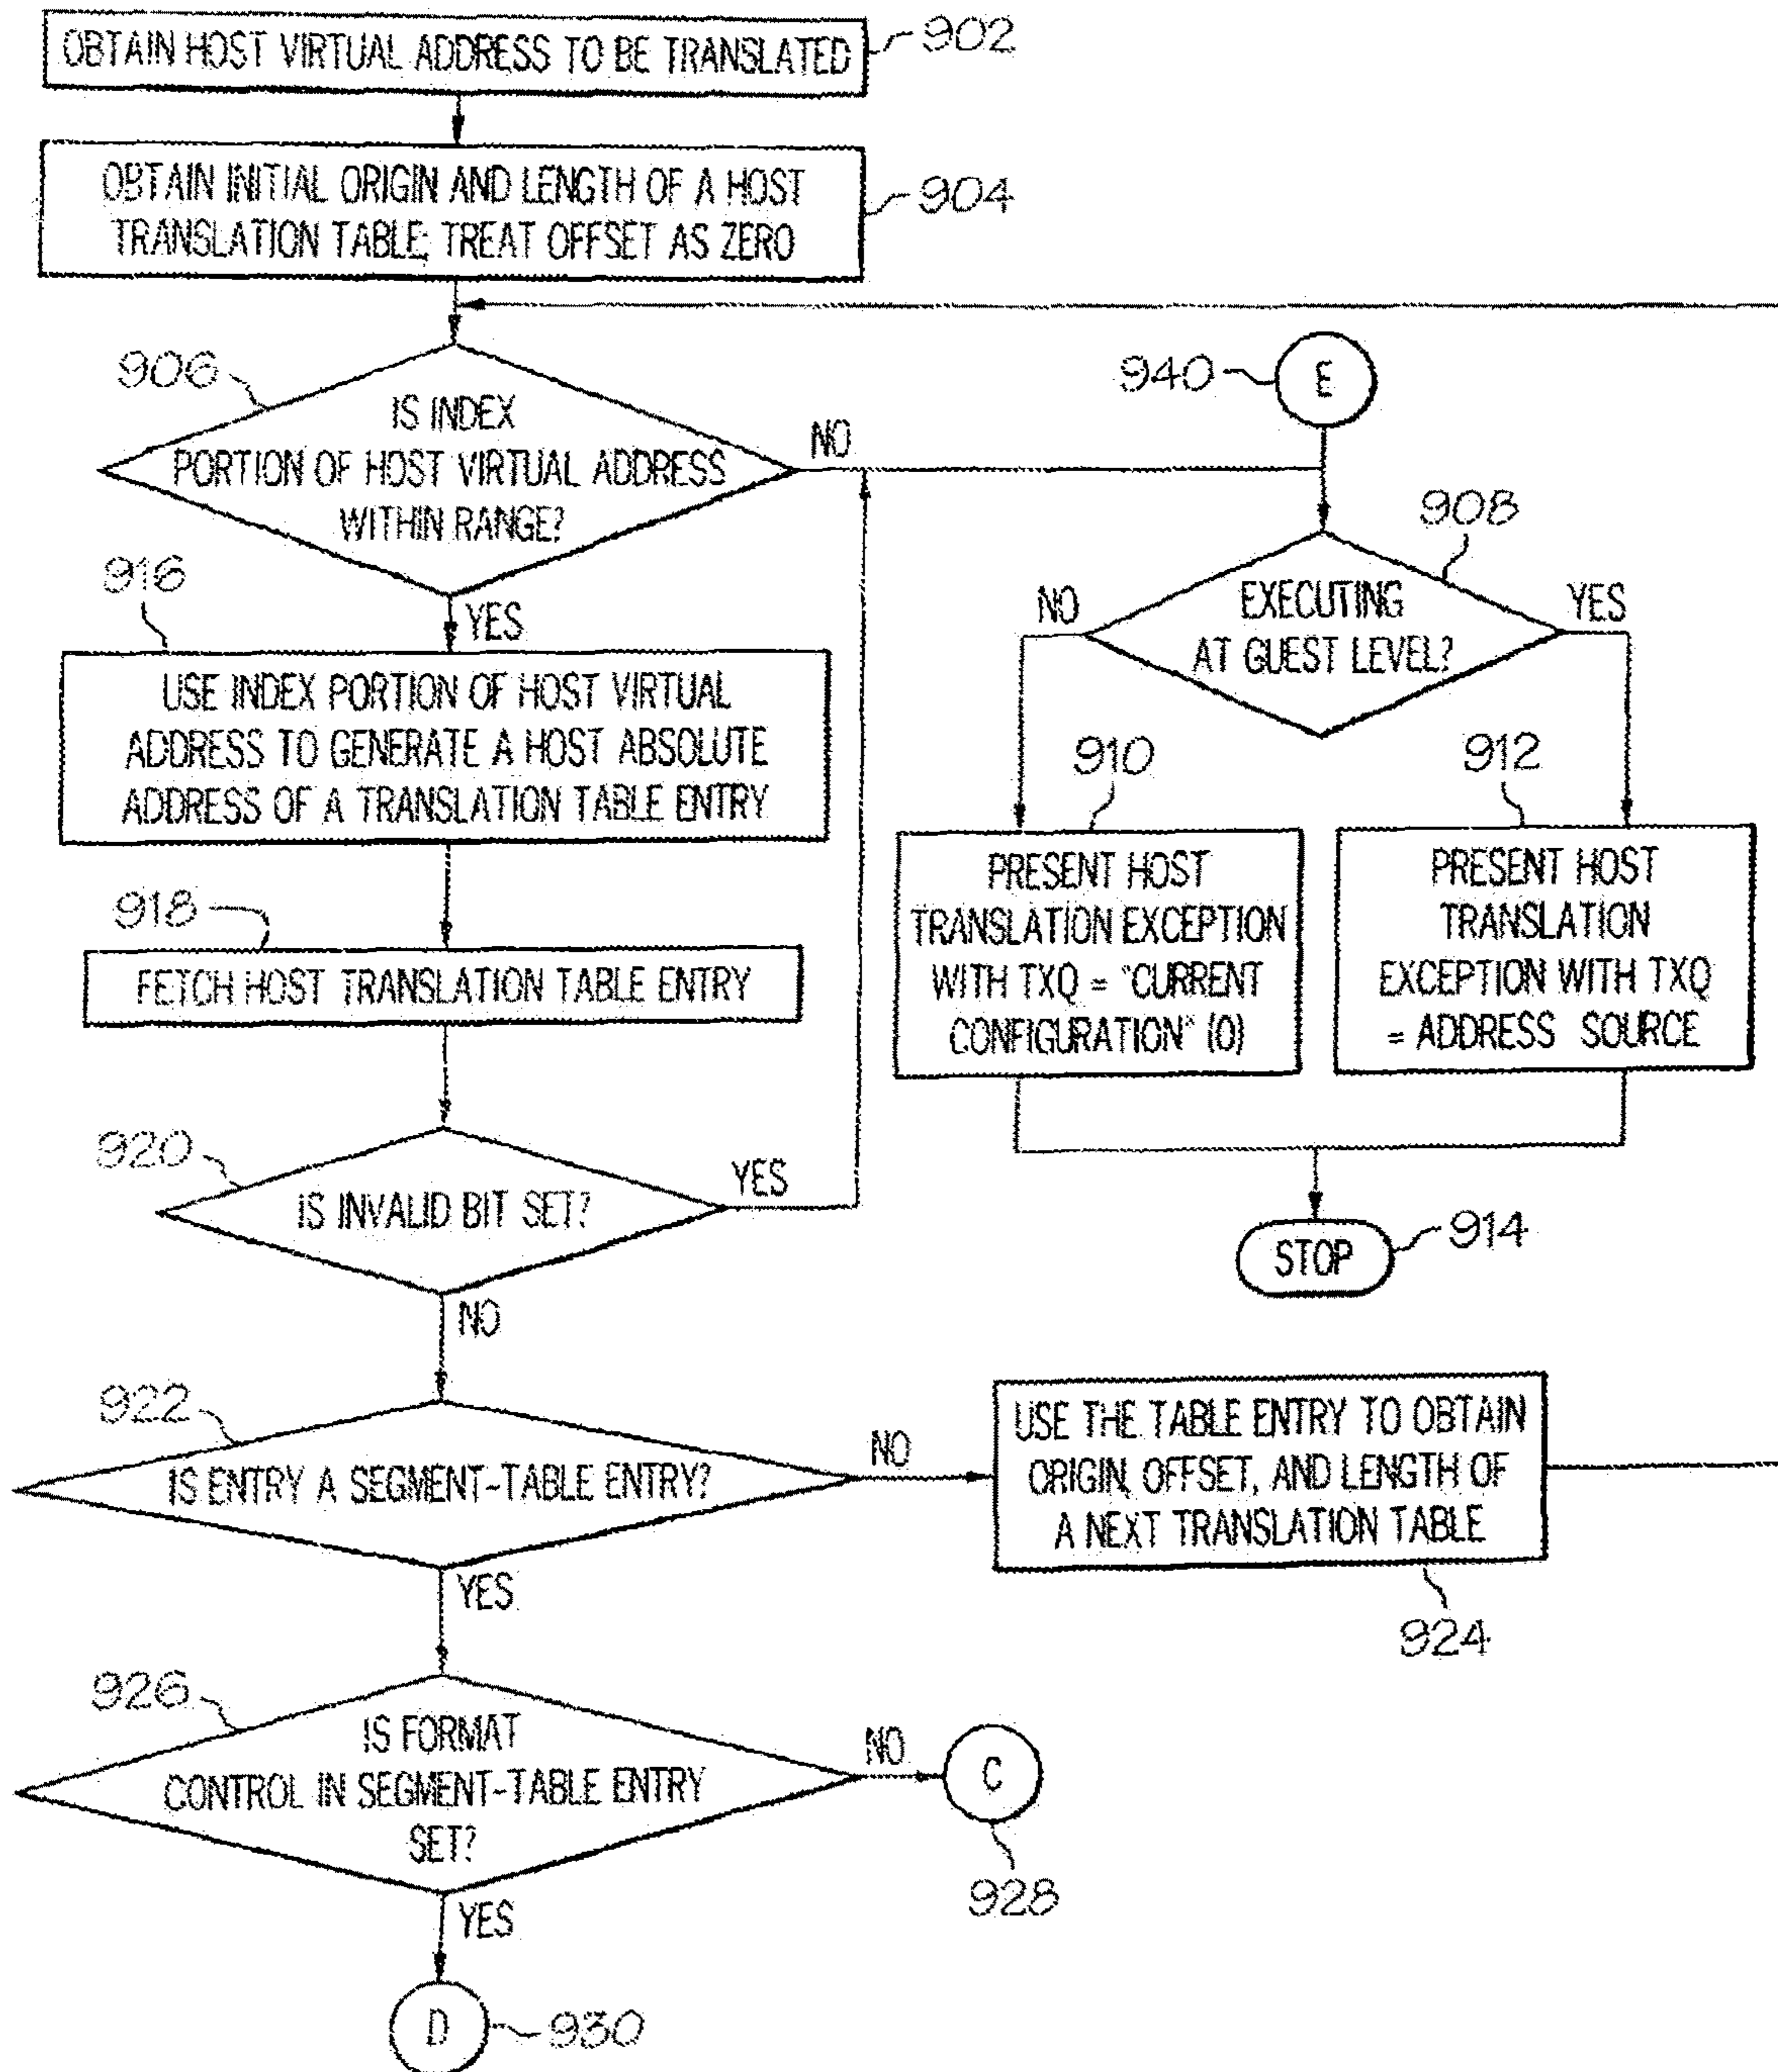 OBTAIN HOST VIRTUAL ADDRESS TO BE TRANSLATED
902
OBTAIN INITIAL ORIGIN AND LENGTH OF A HOST
TRANSLATION TABLE; TREAT OFFSET AS ZERO
904
906
IS INDEX
PORTION OF HOST VIRTUAL ADDRESS
WITHIN RANGE?
NO
YES
940
E
908
EXECUTING
AT GUEST LEVEL?
NO
YES
916
USE INDEX PORTION OF HOST VIRTUAL
ADDRESS TO GENERATE A HOST ABSOLUTE
ADDRESS OF A TRANSLATION TABLE ENTRY
910
PRESENT HOST
TRANSLATION EXCEPTION
WITH TXQ = "CURRENT
CONFIGURATION" (0)
912
PRESENT HOST
TRANSLATION
EXCEPTION WITH TXQ
= ADDRESS SOURCE
918
FETCH HOST TRANSLATION TABLE ENTRY
920
IS INVALID BIT SET?
YES
NO
STOP
914
922
IS ENTRY A SEGMENT-TABLE ENTRY?
NO
YES
USE THE TABLE ENTRY TO OBTAIN
ORIGIN, OFFSET, AND LENGTH OF
A NEXT TRANSLATION TABLE
924
926
IS FORMAT
CONTROL IN SEGMENT-TABLE ENTRY
SET?
NO
C
928
YES
D
930